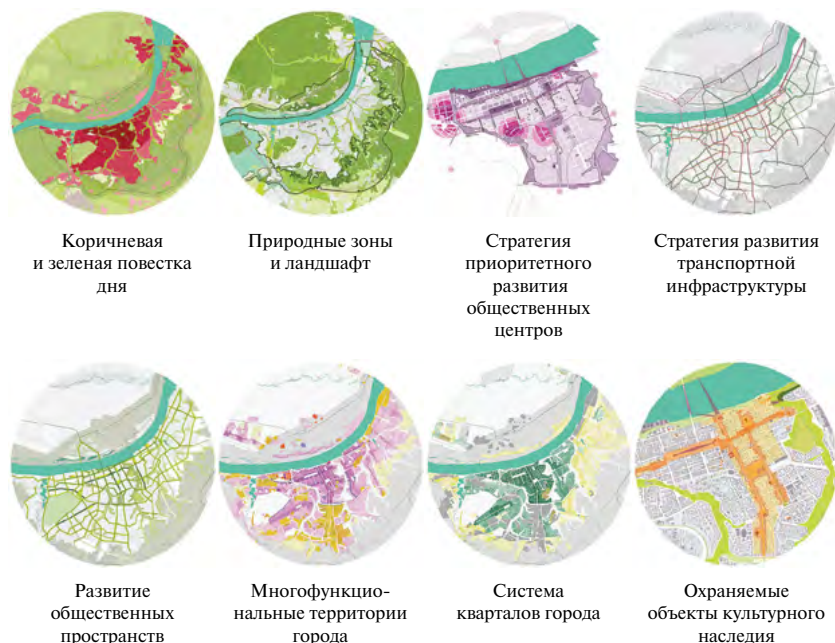 Коричневая
и зеленая повестка
дня
Природные зоны
и ландшафт
Стратегия
приоритетного
развития
общественных
центров
Стратегия развития
транспортной
инфраструктуры
Развитие
общественных
пространств
Многофункцио-
нальные территории
города
Система
кварталов города
Охраняемые
объекты культурного
наследия